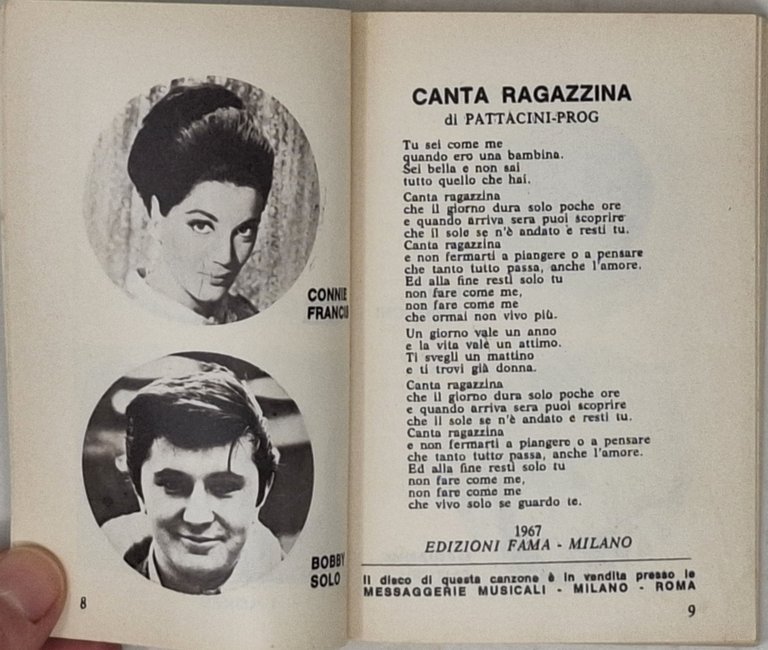 CONNIE
FRANCIS
BOBBY
SOLO
8
CANTA RAGAZZINA
di PATTACINI-PROG
Tu sei come me
quando ero una bambina.
Sei bella e non sai
tutto quello che hai.
Canta ragazzina
che il giorno dura solo poche ore
e quando arriva sera puoi scoprire
che il sole se n'è andato e resti tu.
Canta ragazzina
e non fermarti a piangere o a pensare
che tanto tutto passa, anche l'amore.
Ed alla fine resti solo tu
non fare come me,
non fare come me
che ormai non vivo più.
Un giorno vale un anno
e la vita vale un attimo.
Ti svegli un mattino
e ti trovi già donna.
Canta ragazzina
che il giorno dura solo poche ore
e quando arriva sera puoi scoprire
che il sole se n'è andato e resti tu.
Canta ragazzina
e non fermarti a piangere o a pensare
che tanto tutto passa, anche l'amore.
Ed alla fine resti solo tu
non fare come me,
non fare come me
che vivo solo se guardo te.
1967
EDIZIONI FAMA - MILANO
Il disco di questa canzone è in vendita presso le
MESSAGGERIE MUSICALI - MILANO - ROMA
9